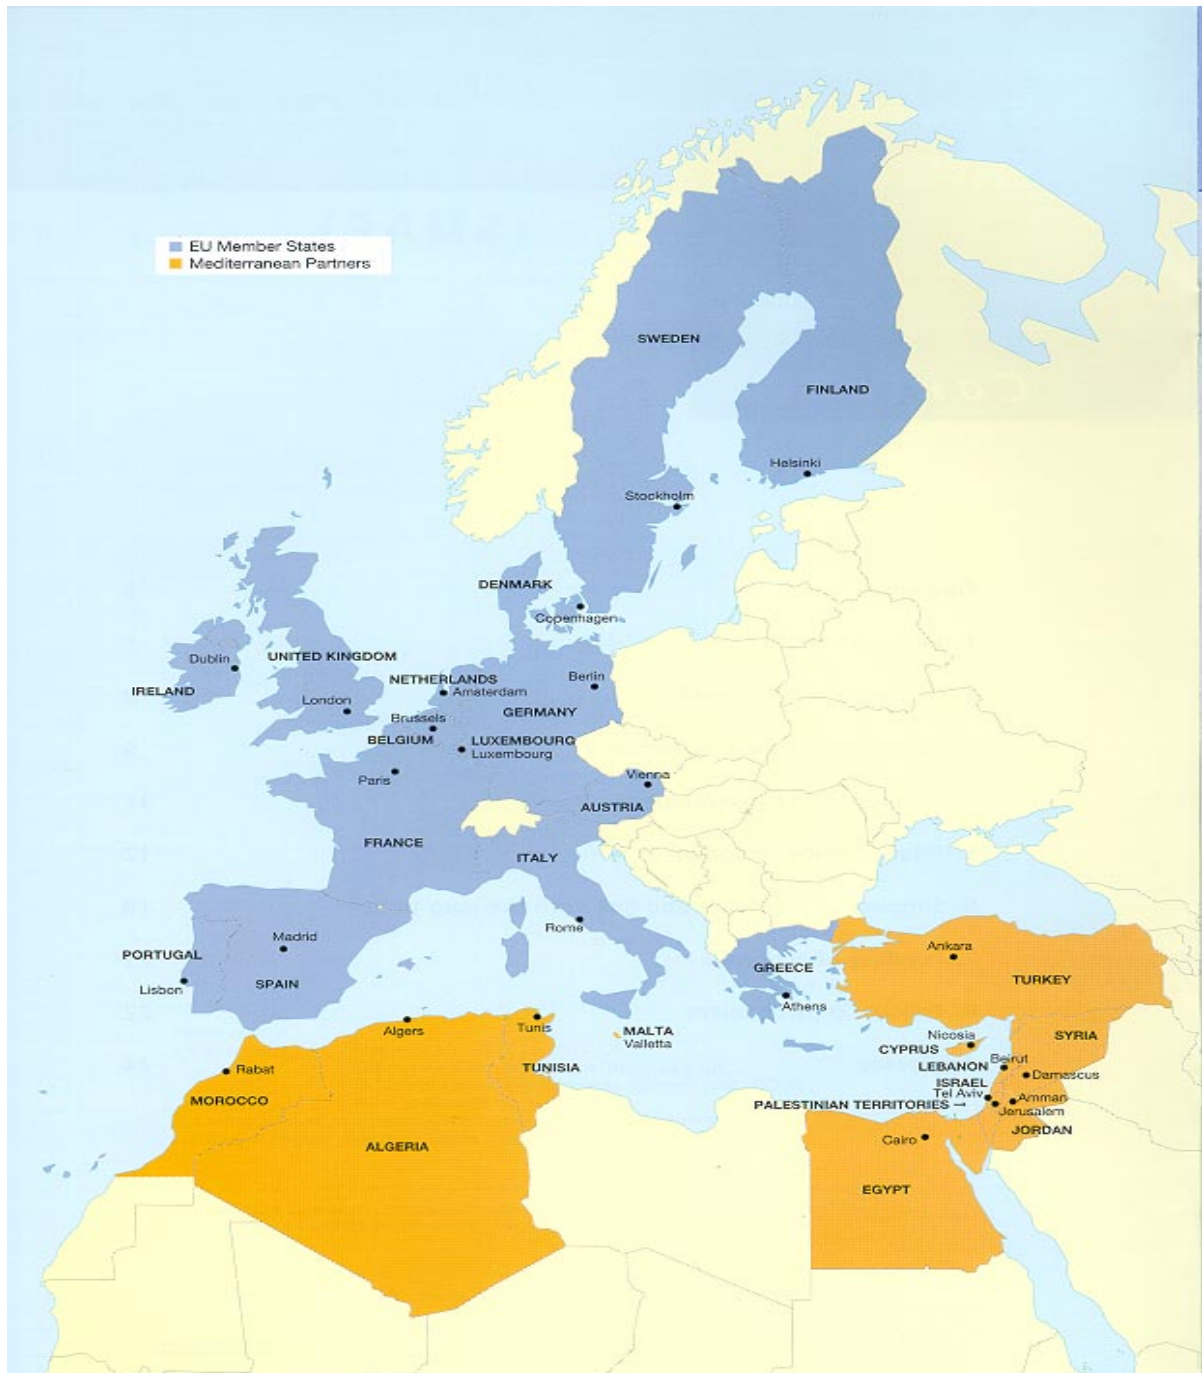 EU Member States
Mediterranean Partners
SWEDEN
FINLAND
Helsinki
Stockholm
DENMARK
Copenhagen
Dublin
UNITED KINGDOM
IRELAND
London
NETHERLANDS
Amsterdam
Berlin
GERMANY
Brussels
BELGIUM
LUXEMBOURG
Luxembourg
Paris
Vienna
AUSTRIA
FRANCE
ITALY
Rome
Madrid
PORTUGAL
Lisbon
SPAIN
GREECE
Athens
Ankara
TURKEY
Algers
Tunis
MALTA
Valletta
Nicosia
CYPRUS
SYRIA
Beirut
LEBANON
Damascus
ISRAEL
Tel Aviv
Amman
PALESTINIAN TERRITORIES →
Jerusalem
JORDAN
Rabat
MOROCCO
TUNISIA
ALGERIA
Cairo
EGYPT